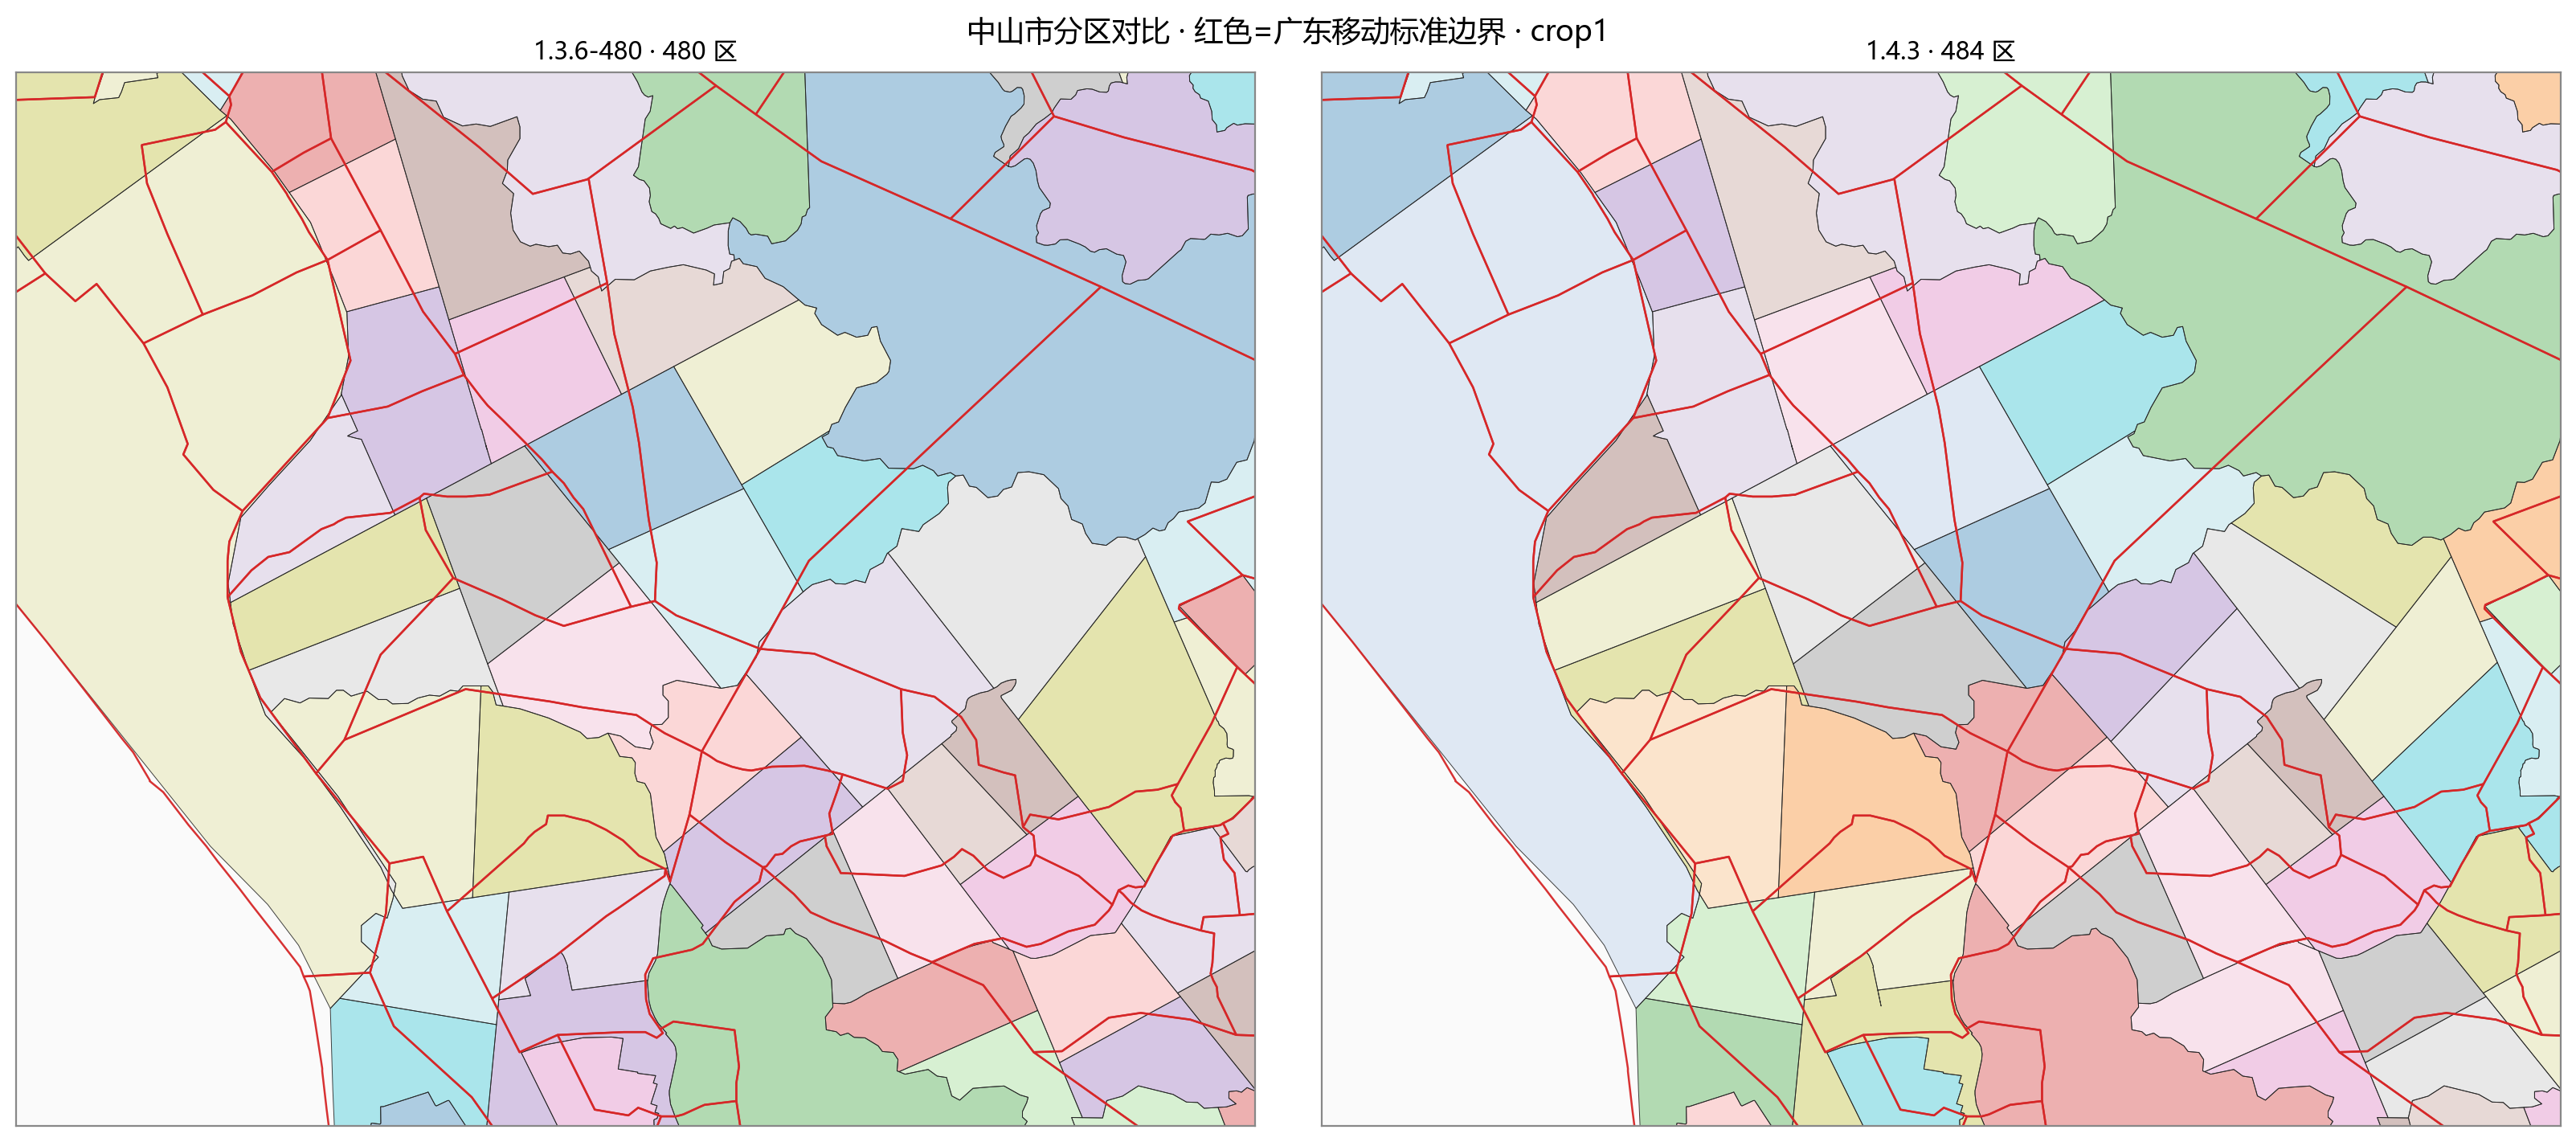 中山市分区对比 · 红色=广东移动标准边界 · crop1
1.3.6-480 · 480 区
1.4.3 · 484 区